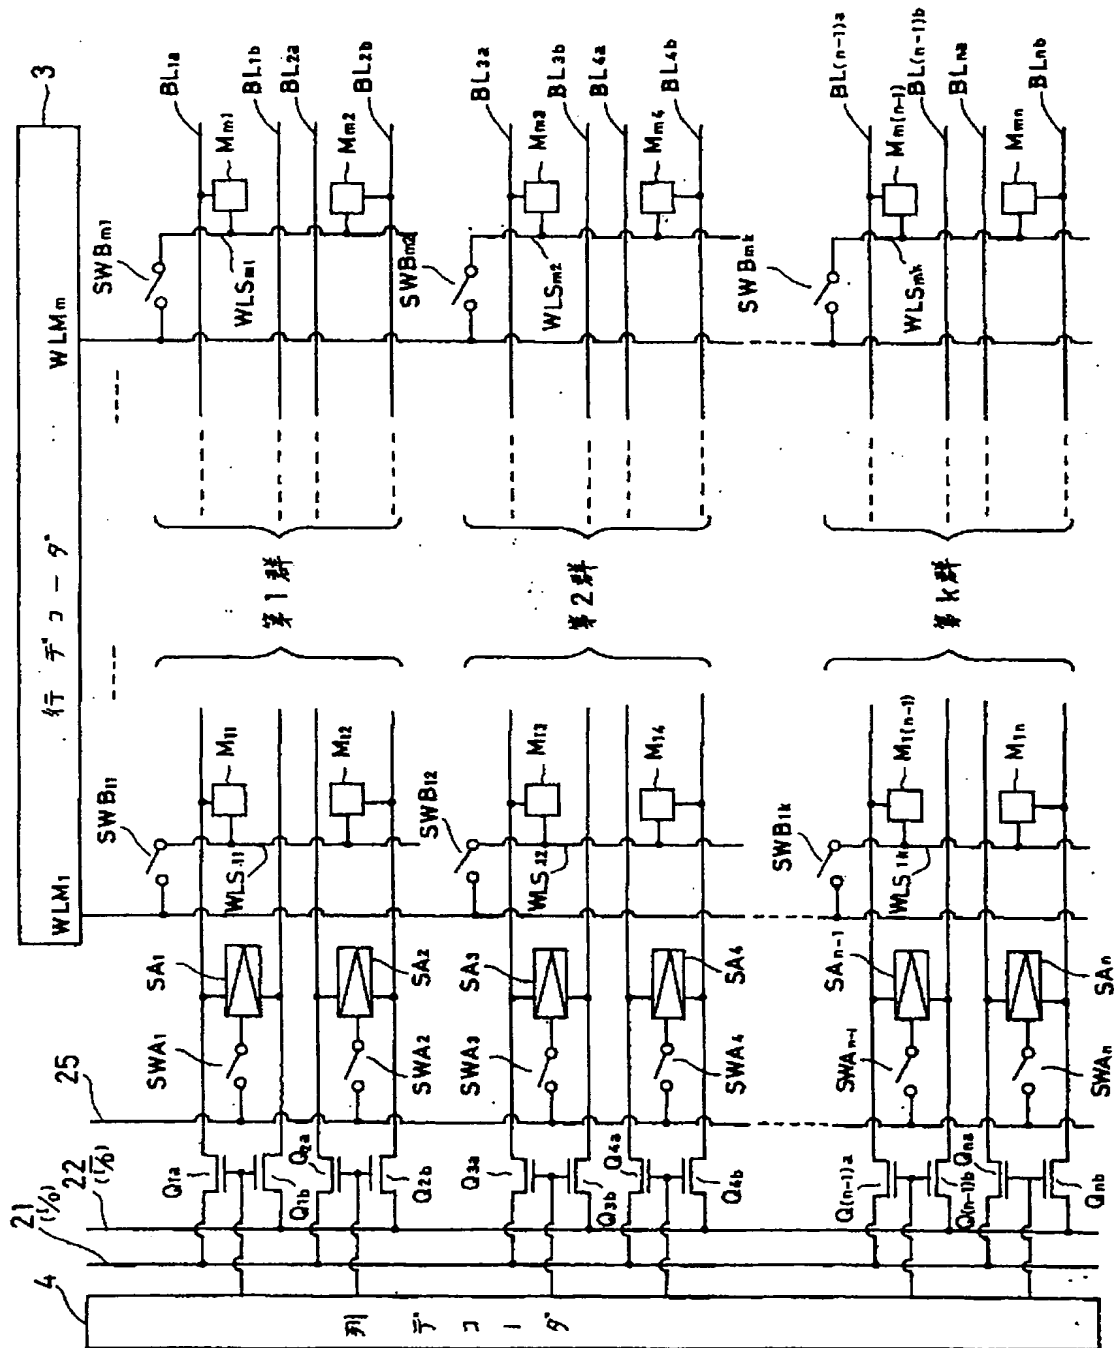 3
行デコーダ
WLM1
...
WLMm
BL1a
BL1b
BL2a
BL2b
BL3a
BL3b
BL4a
BL4b
BL(n-1)a
BL(n-1)b
BLna
BLnb
SWBm1
Mm1
Mm2
WLSm1
SWBm2
Mm3
Mm4
WLSm2
SWBmk
Mm(n-1)
Mmn
WLSmk
第1群
第2群
第k群
SWB11
M11
M12
WLS11
SWB12
M13
M14
WLS12
SWB1k
M1(n-1)
M1n
WLS1k
SA1
SA2
SA3
SA4
SAn-1
SAn
SWA1
SWA2
SWA3
SWA4
SWAm-1
SWAn
25
22
(I/O)
21
(I/O)
Q1a
Q1b
Q2a
Q2b
Q3a
Q3b
Q4a
Q4b
Q(n-1)a
Q(n-1)b
Qna
Qnb
4
列デコーダ